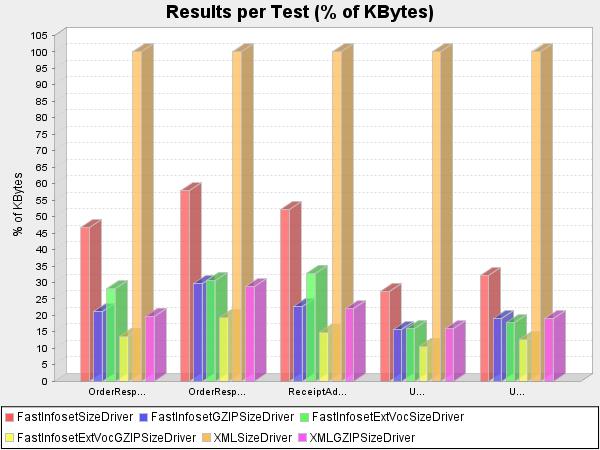 Results per Test (% of KBytes)
105
100
95
90
85
80
75
70
65
60
55
50
45
40
35
30
25
20
15
10
5
0
% of KBytes
OrderResp...
OrderResp...
ReceiptAd...
U...
U...
FastInfosetSizeDriver
FastInfosetGZIPSizeDriver
FastInfosetExtVocSizeDriver
FastInfosetExtVocGZIPSizeDriver
XMLSizeDriver
XMLGZIPSizeDriver